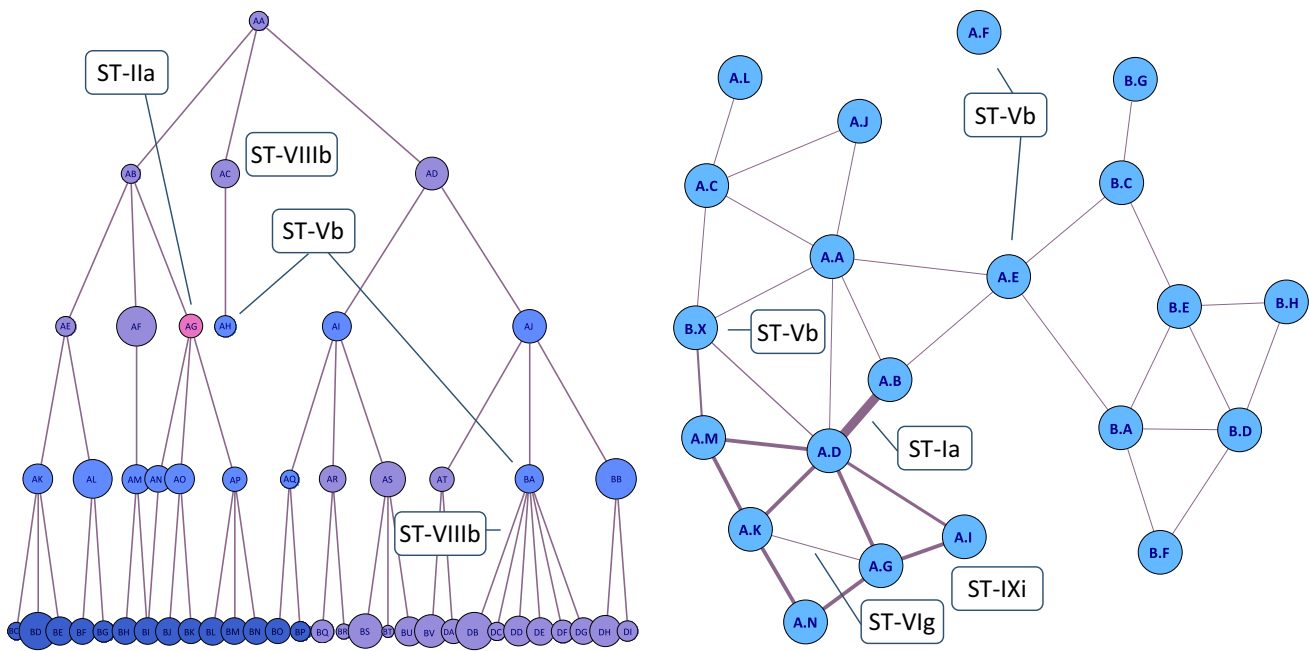 AA
ST-IIa
AB
AC
ST-VIIIb
AD
ST-Vb
AE
AF
AG
AH
AI
AJ
AK
AL
AM
AN
AO
AP
AQ
AR
AS
AT
BA
BB
ST-VIIIb
BC
BD
BE
BF
BG
BH
BI
BJ
BK
BL
BM
BN
BO
BP
BQ
BR
BS
BT
BU
BV
DA
DB
DC
DD
DE
DF
DG
DH
DI
A.F
A.L
B.G
ST-Vb
A.J
A.C
B.C
A.A
A.E
B.E
B.H
B.X
ST-Vb
A.B
A.M
A.D
ST-Ia
B.A
B.D
A.K
A.I
A.G
B.F
ST-IXi
A.N
ST-VIg